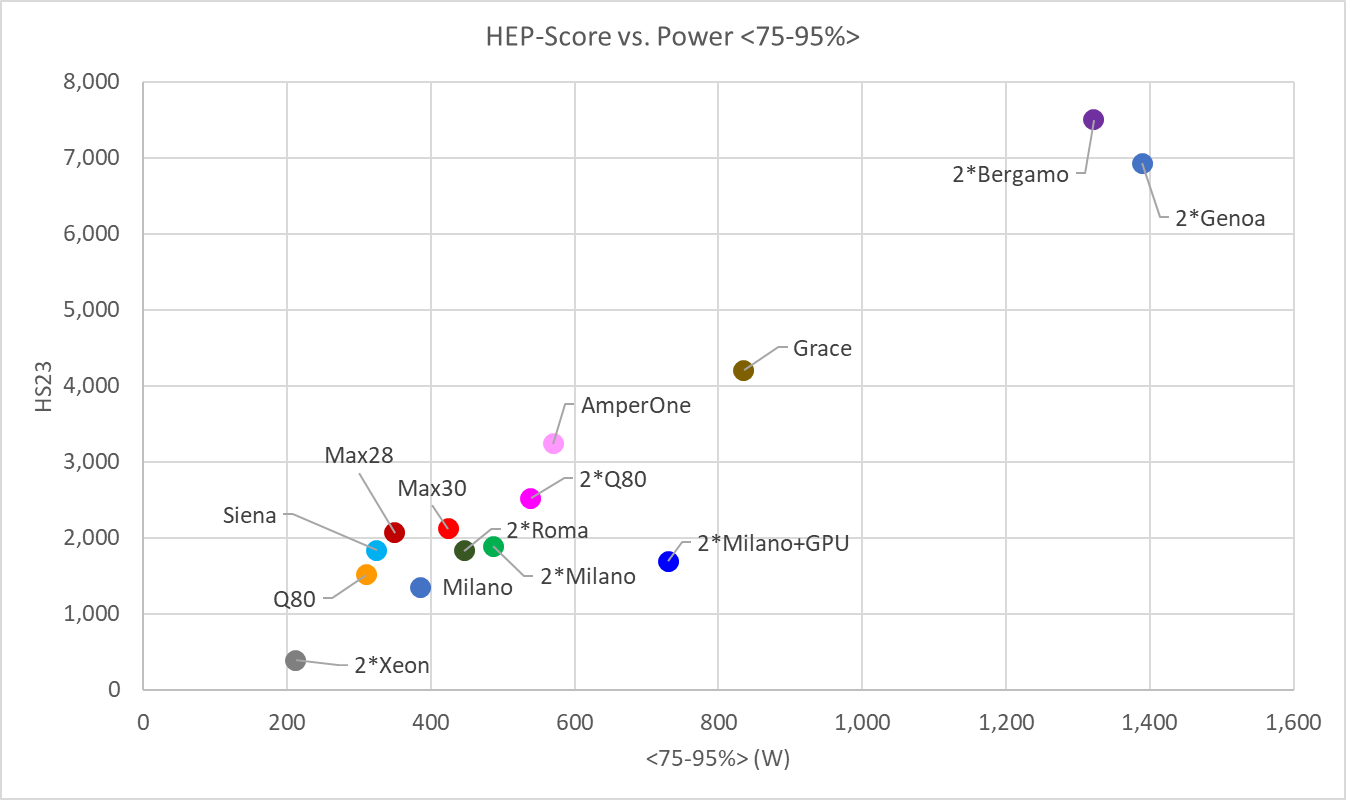 HEP-Score vs. Power <75-95%>
8,000
7,000
6,000
5,000
4,000
3,000
2,000
1,000
0
HS23
2*Bergamo
2*Genoa
Grace
AmperOne
Max28
2*Q80
Max30
Siena
2*Roma
2*Milano+GPU
2*Milano
Milano
Q80
2*Xeon
0 200 400 600 800 1,000 1,200 1,400 1,600
<75-95%> (W)